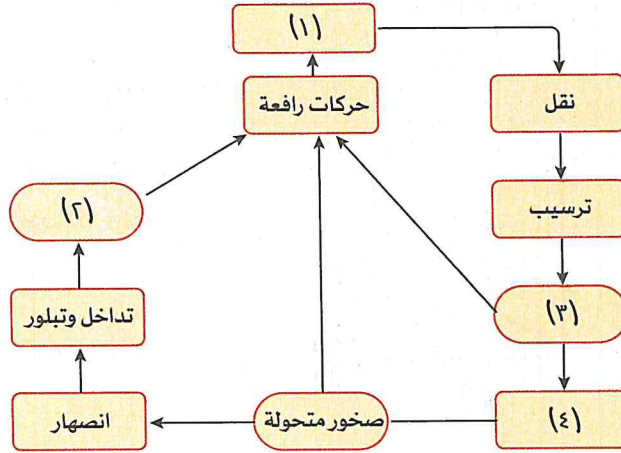 (١)
حركات رافعة
نقل
(٢)
ترسيب
تداخل وتبلور
(٣)
انصهار
صخور متحولة
(٤)